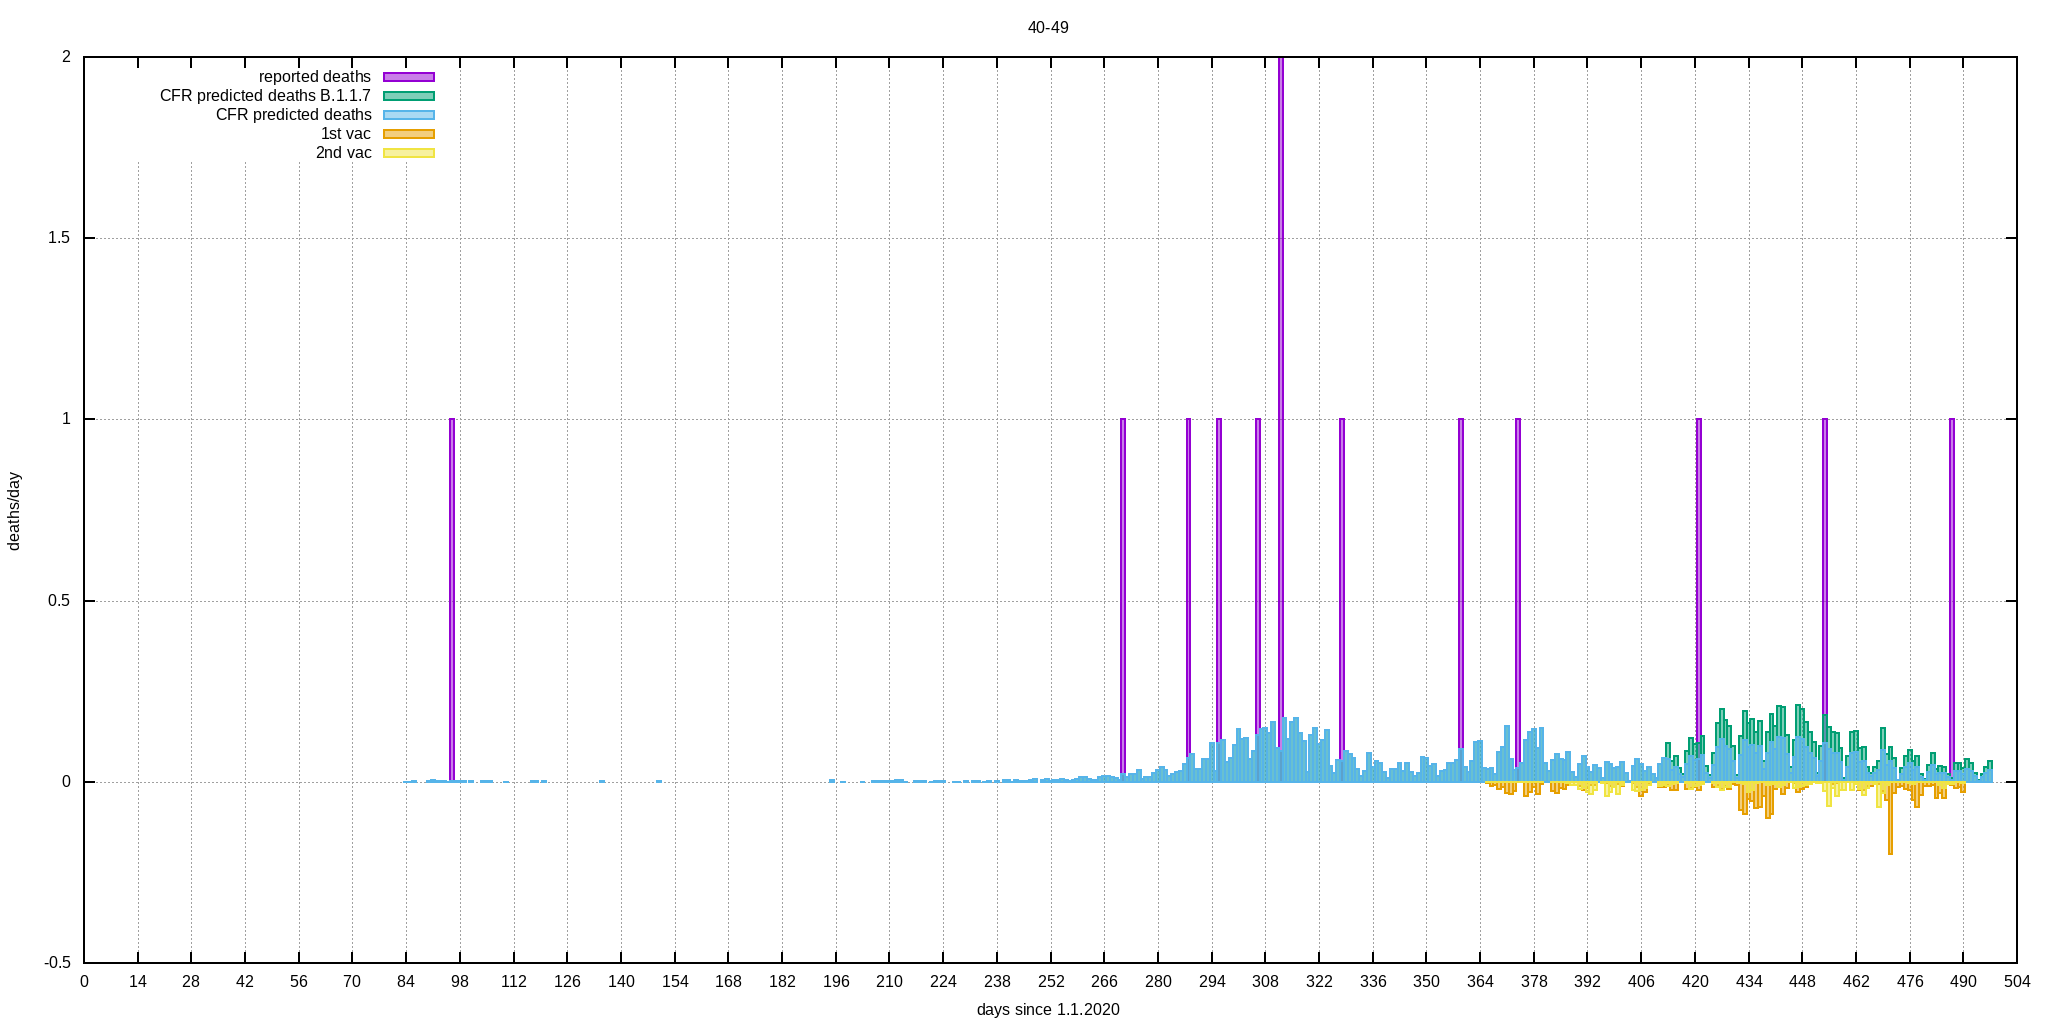 40-49
2
reported deaths
CFR predicted deaths B.1.1.7
CFR predicted deaths
1st vac
2nd vac
1.5
1
deaths/day
0.5
0
-0.5
0 14 28 42 56 70 84 98 112 126 140 154 168 182 196 210 224 238 252 266 280 294 308 322 336 350 364 378 392 406 420 434 448 462 476 490 504
days since 1.1.2020